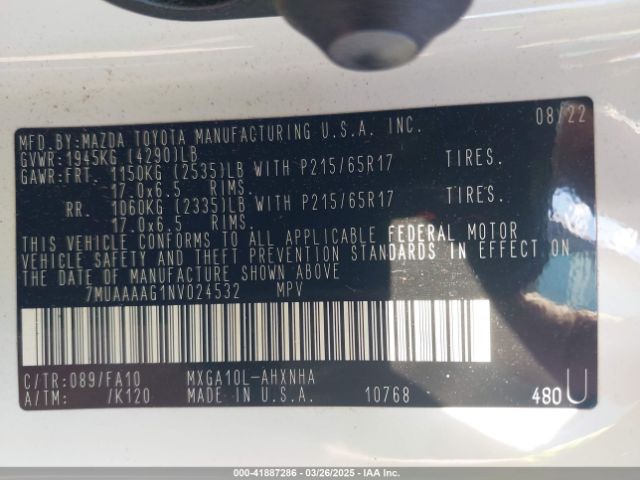 MFD.BY:MAZDA TOYOTA MANUFACTURING U.S.A. INC. 08/22
GVWR:1945KG (4290)LB
GAWR:FRT. 1150KG (2535)LB WITH P215/65R17 TIRES.
17.0x6.5 RIMS.
RR. 1060KG (2335)LB WITH P215/65R17 TIRES.
17.0x6.5 RIMS.
THIS VEHICLE CONFORMS TO ALL APPLICABLE FEDERAL MOTOR
VEHICLE SAFETY AND THEFT PREVENTION STANDARDS IN EFFECT ON
THE DATE OF MANUFACTURE SHOWN ABOVE
7MUAAAAG1NV024532 MPV
C/TR:089/FA10 MXGA10L-AHXNHA
A/TM: /K120 MADE IN U.S.A. 10768 480U
000-41887286 | 03/26/2025 | IAA Inc.